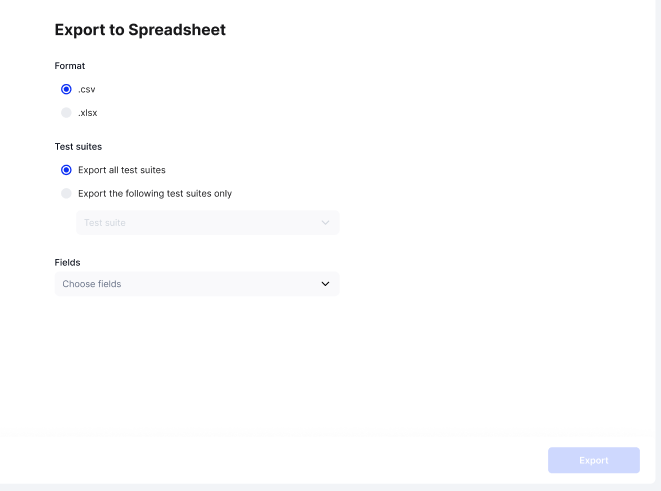 Export to Spreadsheet
Format
.csv
.xlsx
Test suites
Export all test suites
Export the following test suites only
Test suite
Fields
Choose fields
Export